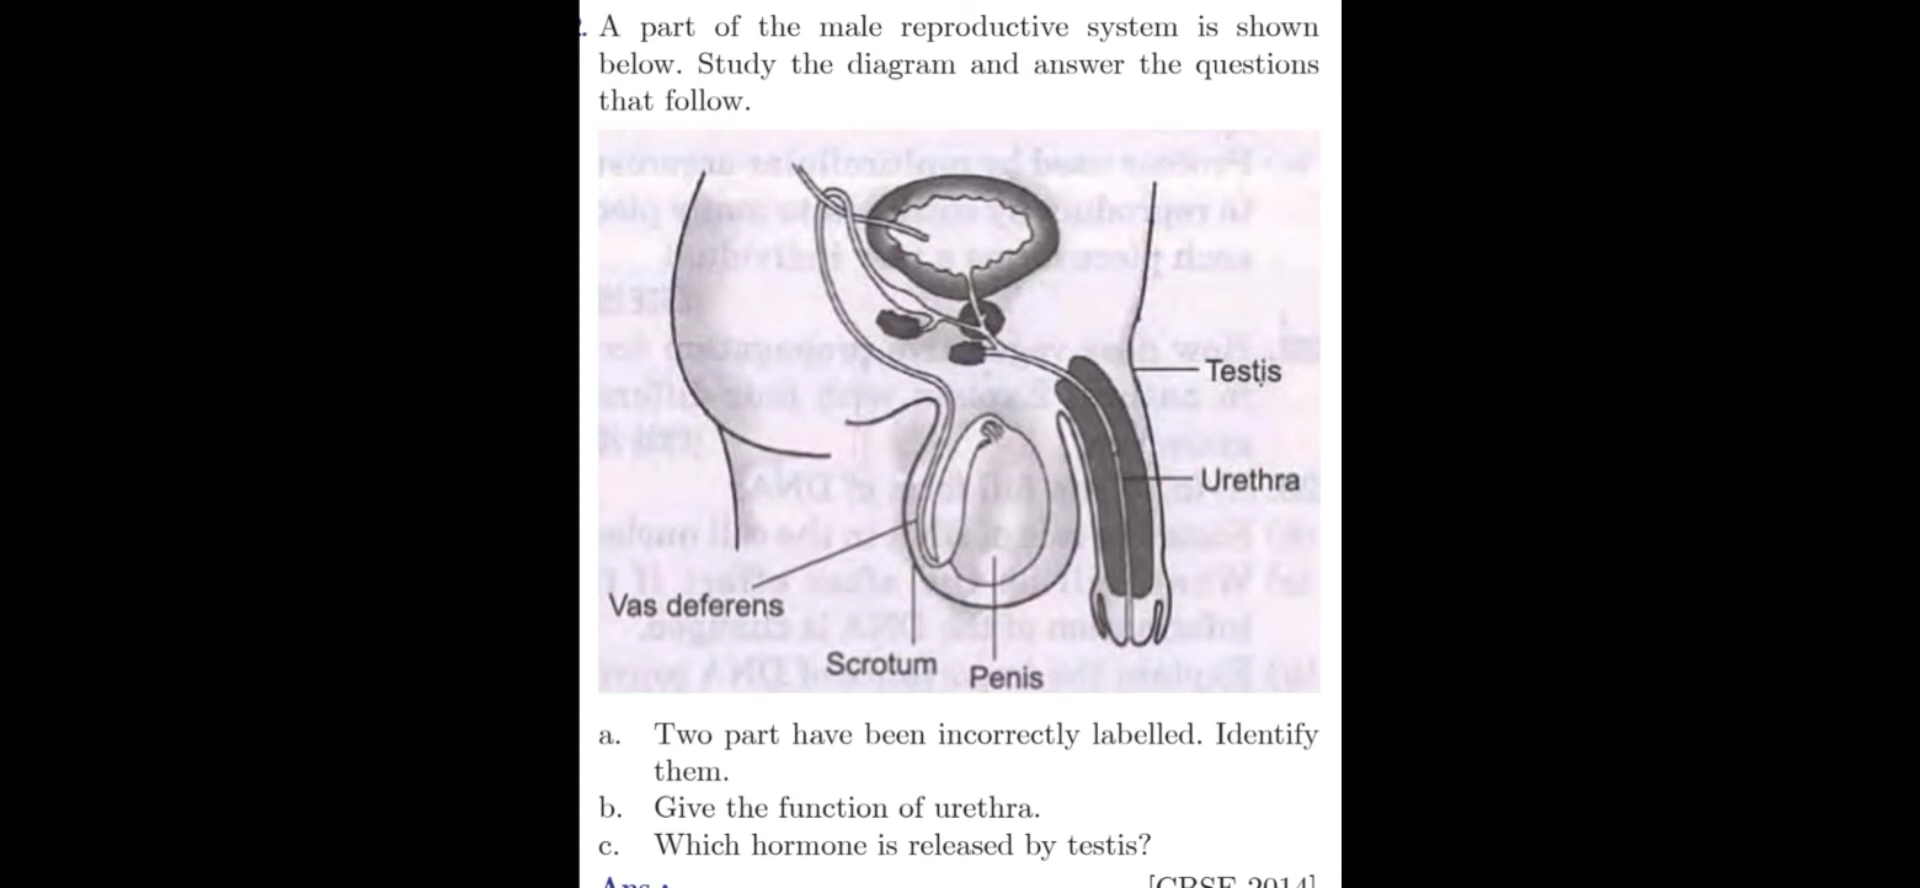 . A part of the male reproductive system is shown
below. Study the diagram and answer the questions
that follow.
Testis
Urethra
Vas deferens
Scrotum
Penis
a. Two part have been incorrectly labelled. Identify
them.
b. Give the function of urethra.
c. Which hormone is released by testis?
Ans : [CBSE 2014]